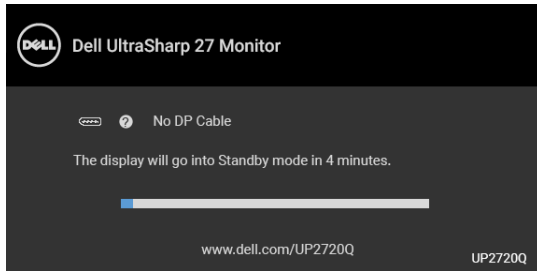 DELL
Dell UltraSharp 27 Monitor
? No DP Cable
The display will go into Standby mode in 4 minutes.
www.dell.com/UP2720Q
UP2720Q